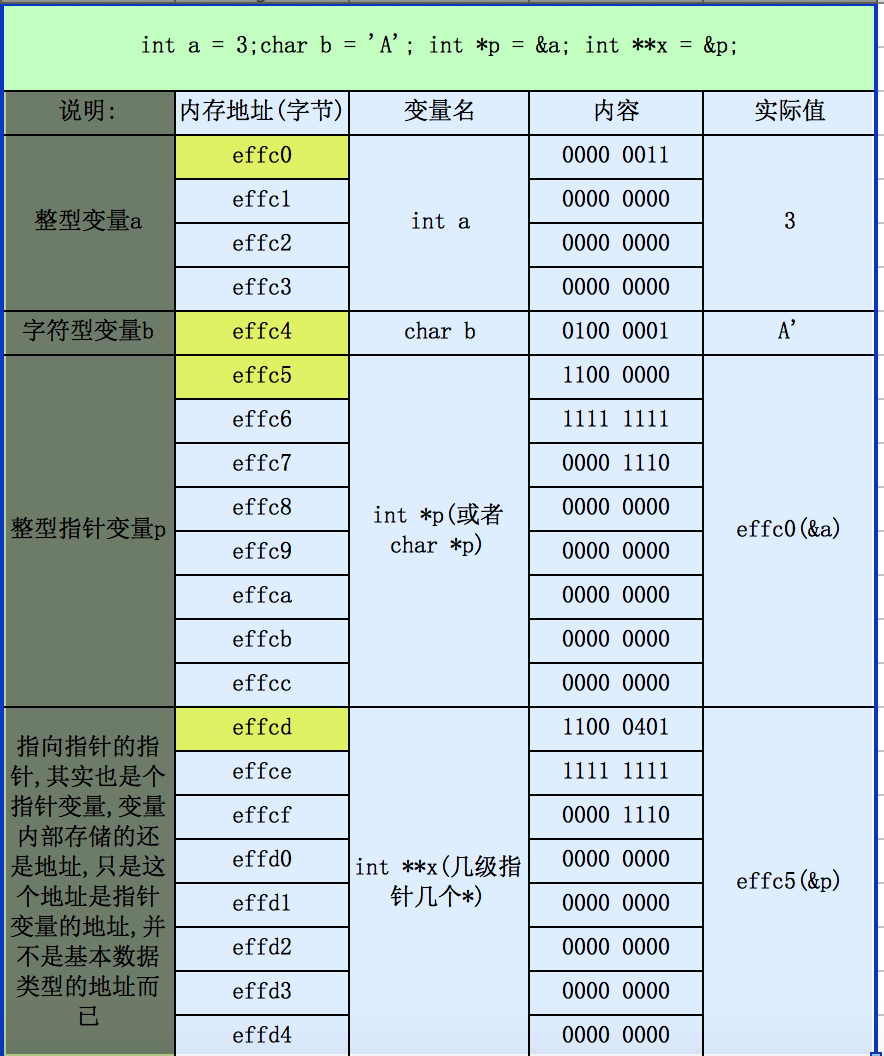 int a = 3;char b = 'A'; int *p = &a; int **x = &p;
说明: 内存地址(字节) 变量名 内容 实际值
整型变量a
effc0
effc1
effc2
effc3
int a
0000 0011
0000 0000
0000 0000
0000 0000
3
字符型变量b effc4 char b 0100 0001 A'
整型指针变量p
effc5
effc6
effc7
effc8
effc9
effca
effcb
effcc
int *p(或者
char *p)
1100 0000
1111 1111
0000 1110
0000 0000
0000 0000
0000 0000
0000 0000
0000 0000
effc0(&a)
指向指针的指
针,其实也是个
指针变量,变量
内部存储的还
是地址,只是这
个地址是指针
变量的地址,并
不是基本数据
类型的地址而
已
effcd
effce
effcf
effd0
effd1
effd2
effd3
effd4
int **x(几级指
针几个*)
1100 0401
1111 1111
0000 1110
0000 0000
0000 0000
0000 0000
0000 0000
0000 0000
effc5(&p)